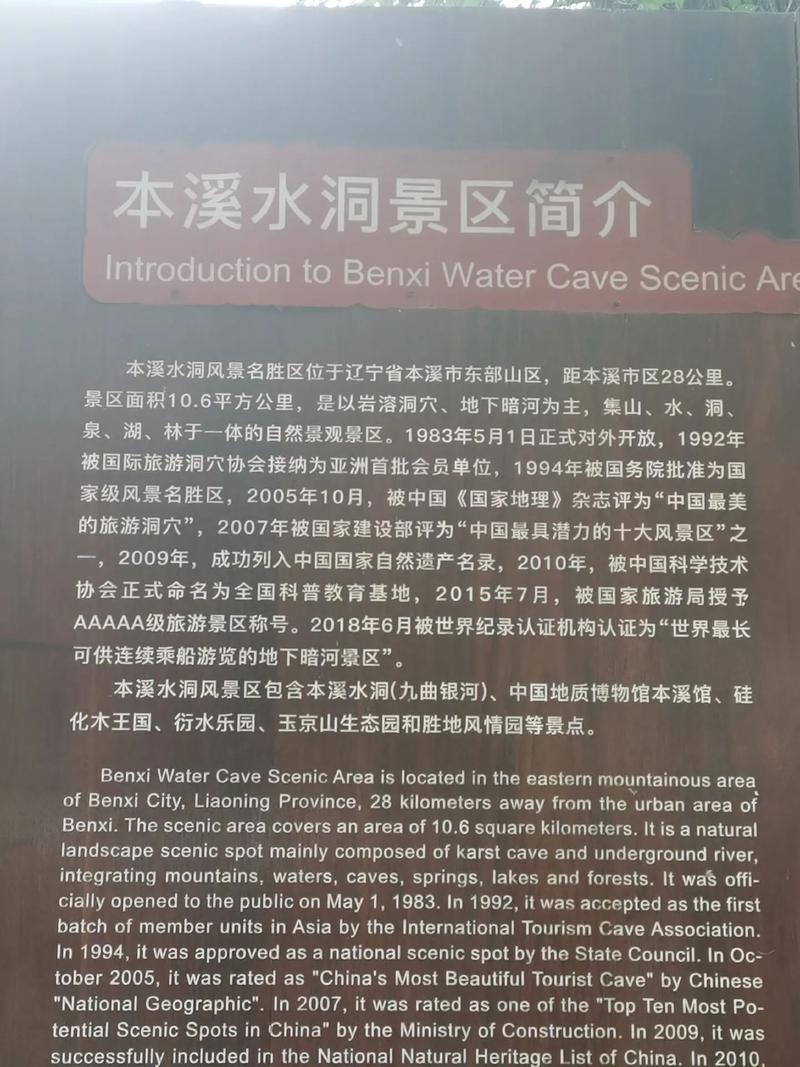 本溪水洞景区简介
Introduction to Benxi Water Cave Scenic Are
本溪水洞风景名胜区位于辽宁省本溪市东部山区，距本溪市区28公里。
景区面积10.6平方公里，是以岩溶洞穴、地下暗河为主，集山、水、洞、
泉、湖、林于一体的自然景观景区。1983年5月1日正式对外开放，1992年
被国际旅游洞穴协会接纳为亚洲首批会员单位，1994年被国务院批准为国
家级风景名胜区，2005年10月，被中国《国家地理》杂志评为“中国最美
的旅游洞穴”，2007年被国家建设部评为“中国最具潜力的十大风景区”之
一，2009年，成功列入中国国家自然遗产名录，2010年，被中国科学技术
协会正式命名为全国科普教育基地，2015年7月，被国家旅游局授予
AAAAA级旅游景区称号。2018年6月被世界纪录认证机构认证为“世界最长
可供连续乘船游览的地下暗河景区”。
本溪水洞风景区包含本溪水洞(九曲银河)、中国地质博物馆本溪馆、硅
化木王国、衍水乐园、玉京山生态园和胜地风情园等景点。
Benxi Water Cave Scenic Area is located in the eastern mountainous area
of Benxi City, Liaoning Province, 28 kilometers away from the urban area of
Benxi. The scenic area covers an area of 10.6 square kilometers. It is a natural
landscape scenic spot mainly composed of karst cave and underground river,
integrating mountains, waters, caves, springs, lakes and forests. It was offi-
cially opened to the public on May 1, 1983. In 1992, it was accepted as the first
batch of member units in Asia by the International Tourism Cave Association.
In 1994, it was approved as a national scenic spot by the State Council. In Oc-
tober 2005, it was rated as "China's Most Beautiful Tourist Cave" by Chinese
"National Geographic". In 2007, it was rated as one of the "Top Ten Most Po-
tential Scenic Spots in China" by the Ministry of Construction. In 2009, it was
successfully included in the National Natural Heritage List of China. In 2010,